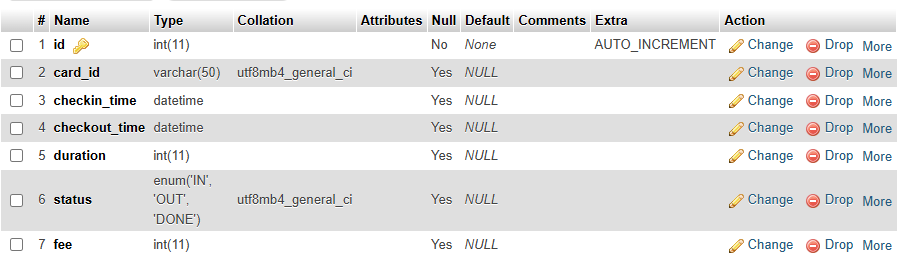 # Name Type Collation Attributes Null Default Comments Extra Action
1 id int(11) No None AUTO_INCREMENT Change Drop More
2 card_id varchar(50) utf8mb4_general_ci Yes NULL Change Drop More
3 checkin_time datetime Yes NULL Change Drop More
4 checkout_time datetime Yes NULL Change Drop More
5 duration int(11) Yes NULL Change Drop More
6 status enum('IN', 'OUT', 'DONE') utf8mb4_general_ci Yes NULL Change Drop More
7 fee int(11) Yes NULL Change Drop More